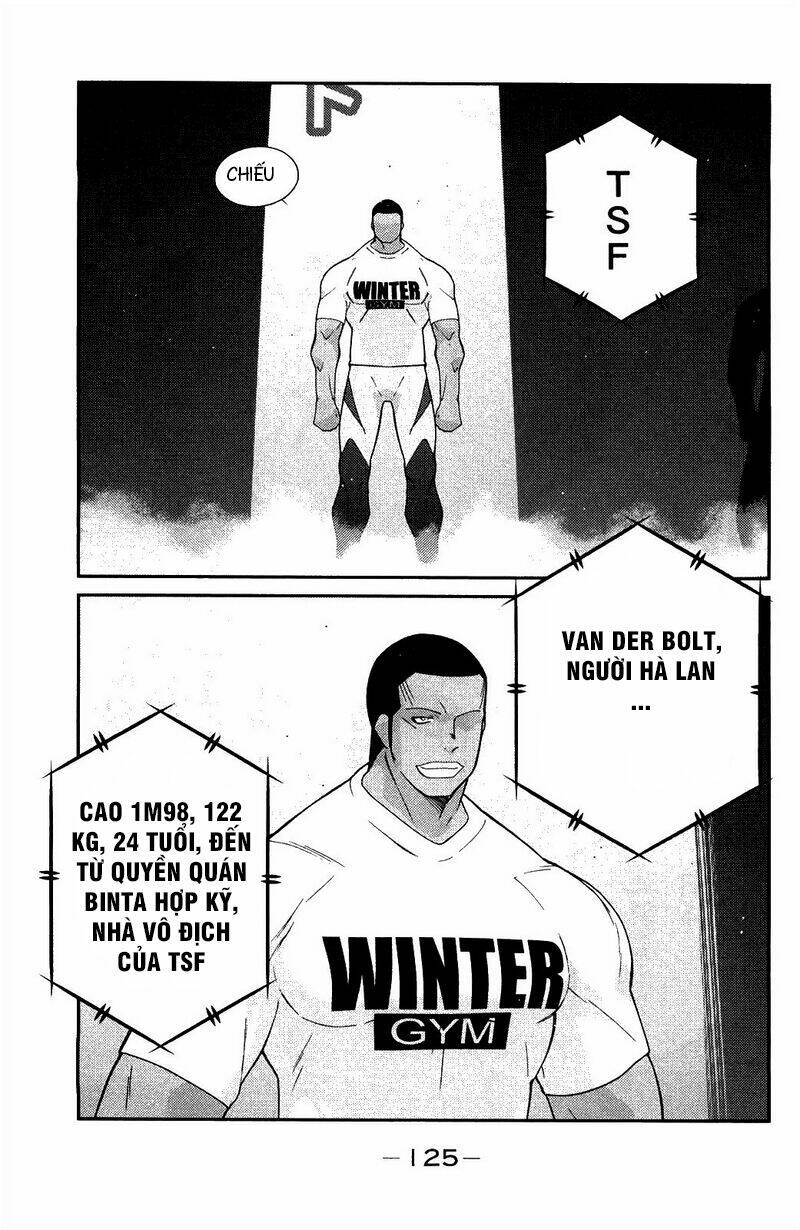 T
S
F
CHIẾU
WINTER
GYM
VAN DER BOLT,
NGƯỜI HÀ LAN
...
CAO 1M98, 122
KG, 24 TUỔI, ĐẾN
TỪ QUYỀN QUÁN
BINTA HỢP KỸ,
NHÀ VÔ ĐỊCH
CỦA TSF
WINTER
GYM
—125—